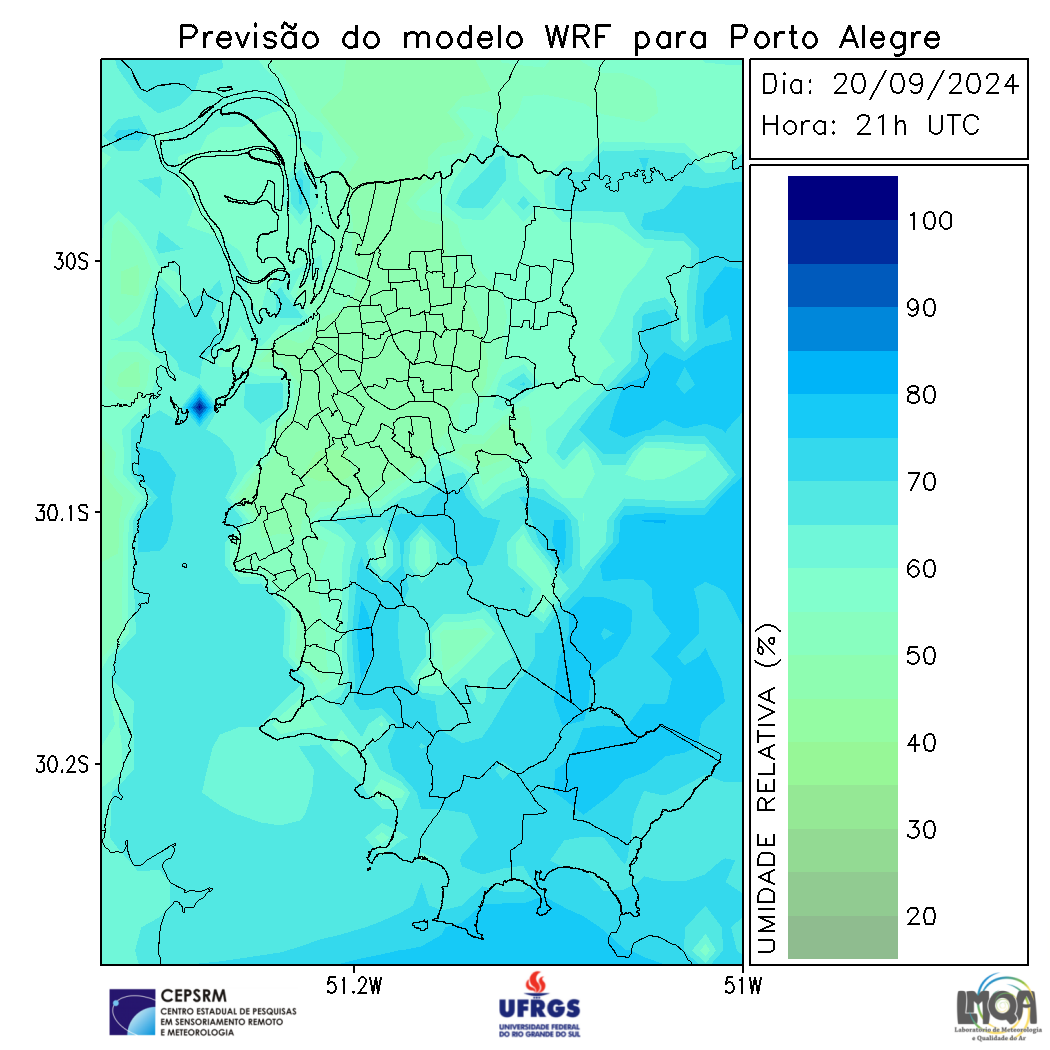 Previsão do modelo WRF para Porto Alegre
Dia: 20/09/2024
Hora: 21h UTC
30S
30.1S
30.2S
51.2W
51W
UMIDADE RELATIVA (%)
100
90
80
70
60
50
40
30
20
CEPSRM
CENTRO ESTADUAL DE PESQUISAS
EM SENSORIAMENTO REMOTO
E METEOROLOGIA
UFRGS
UNIVERSIDADE FEDERAL
DO RIO GRANDE DO SUL
LMQA
Laboratório de Meteorologia
e Qualidade do Ar